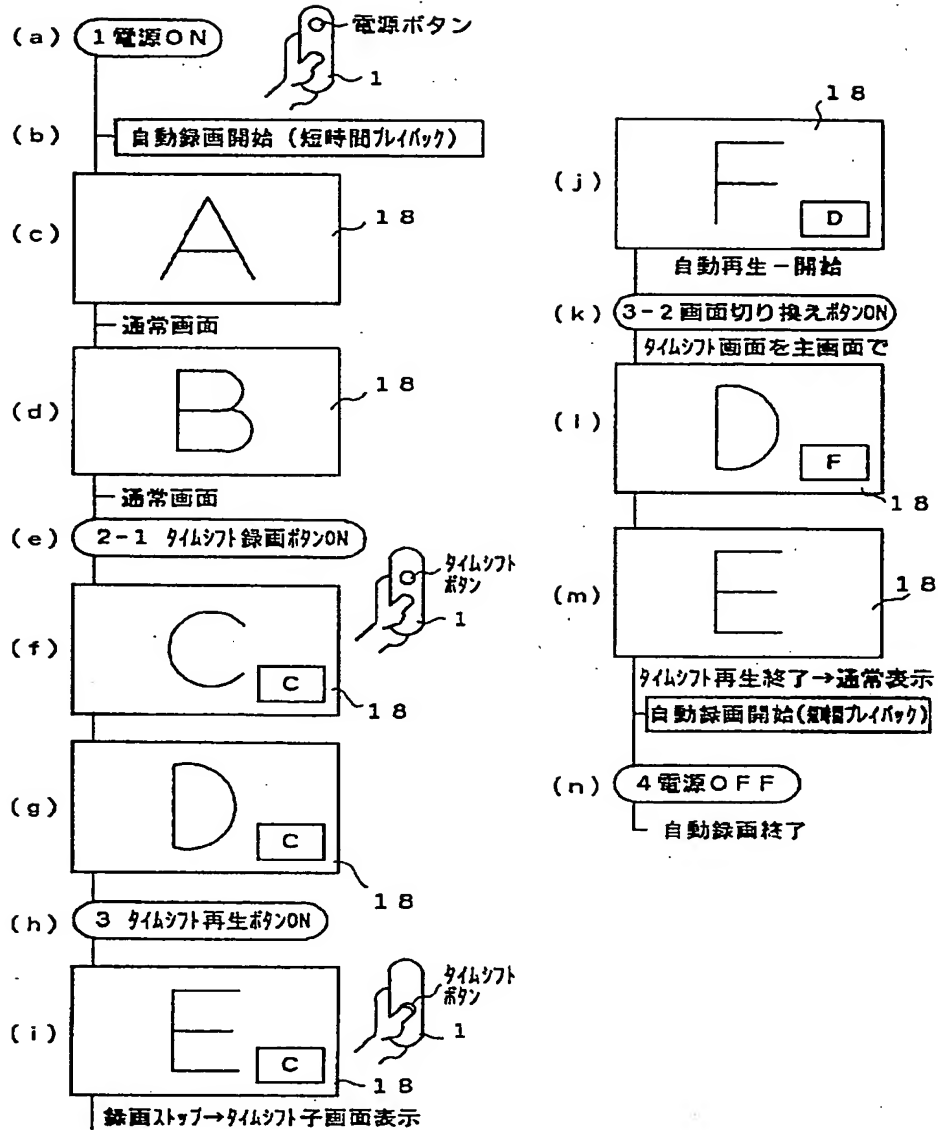 (a) 1電源ON
電源ボタン
1
(b) 自動録画開始 (短時間プレイバック)
(c) A 18
通常画面
(d) B 18
通常画面
(e) 2-1 タイムシフト録画ボタンON
タイムシフト
ボタン
1
(f) C
C
18
(g) D
C
18
(h) 3 タイムシフト再生ボタンON
タイムシフト
ボタン
1
(i) E
C
18
録画ストップ→タイムシフト子画面表示
18
(j) F
D
自動再生-開始
(k) 3-2画面切り換えボタンON
タイムシフト画面を主画面で
(l) D
F
18
(m) E 18
タイムシフト再生終了→通常表示
自動録画開始(短時間プレイバック)
(n) 4電源OFF
自動録画終了